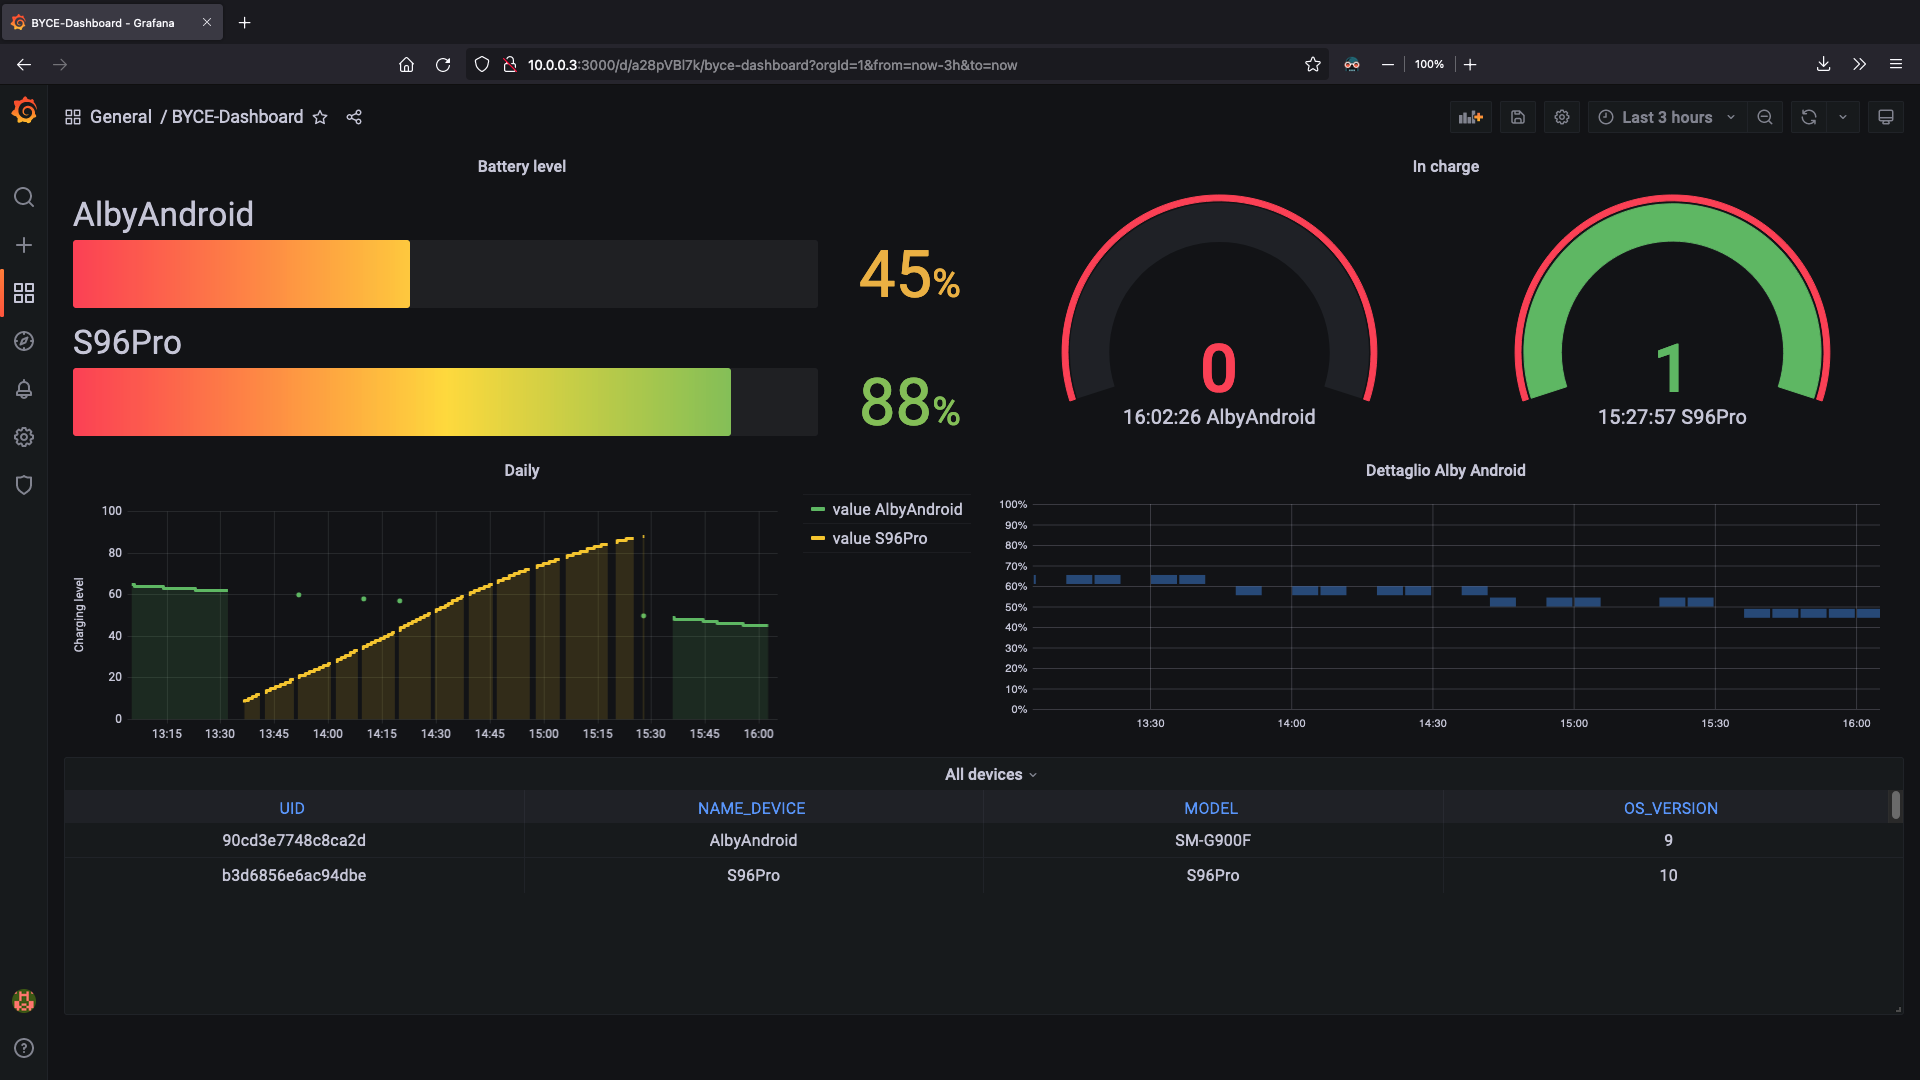 BYCE-Dashboard - Grafana
10.0.0.3:3000/d/a28pVBl7k/byce-dashboard?orgId=1&from=now-3h&to=now
100%
General / BYCE-Dashboard
Last 3 hours
Battery level
AlbyAndroid
45%
S96Pro
88%
In charge
0
16:02:26 AlbyAndroid
1
15:27:57 S96Pro
Daily
Charging level
100
80
60
40
20
0
13:15 13:30 13:45 14:00 14:15 14:30 14:45 15:00 15:15 15:30 15:45 16:00
value AlbyAndroid
value S96Pro
Dettaglio Alby Android
100%
90%
80%
70%
60%
50%
40%
30%
20%
10%
0%
13:30 14:00 14:30 15:00 15:30 16:00
All devices
UID NAME_DEVICE MODEL OS_VERSION
90cd3e7748c8ca2d AlbyAndroid SM-G900F 9
b3d6856e6ac94dbe S96Pro S96Pro 10